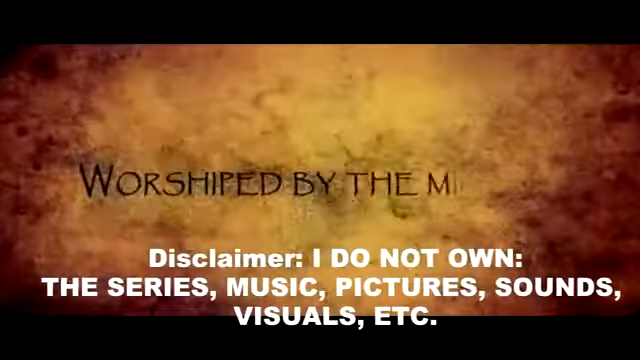 WORSHIPED BY THE
Disclaimer: I DO NOT OWN:
THE SERIES, MUSIC, PICTURES, SOUNDS,
VISUALS, ETC.